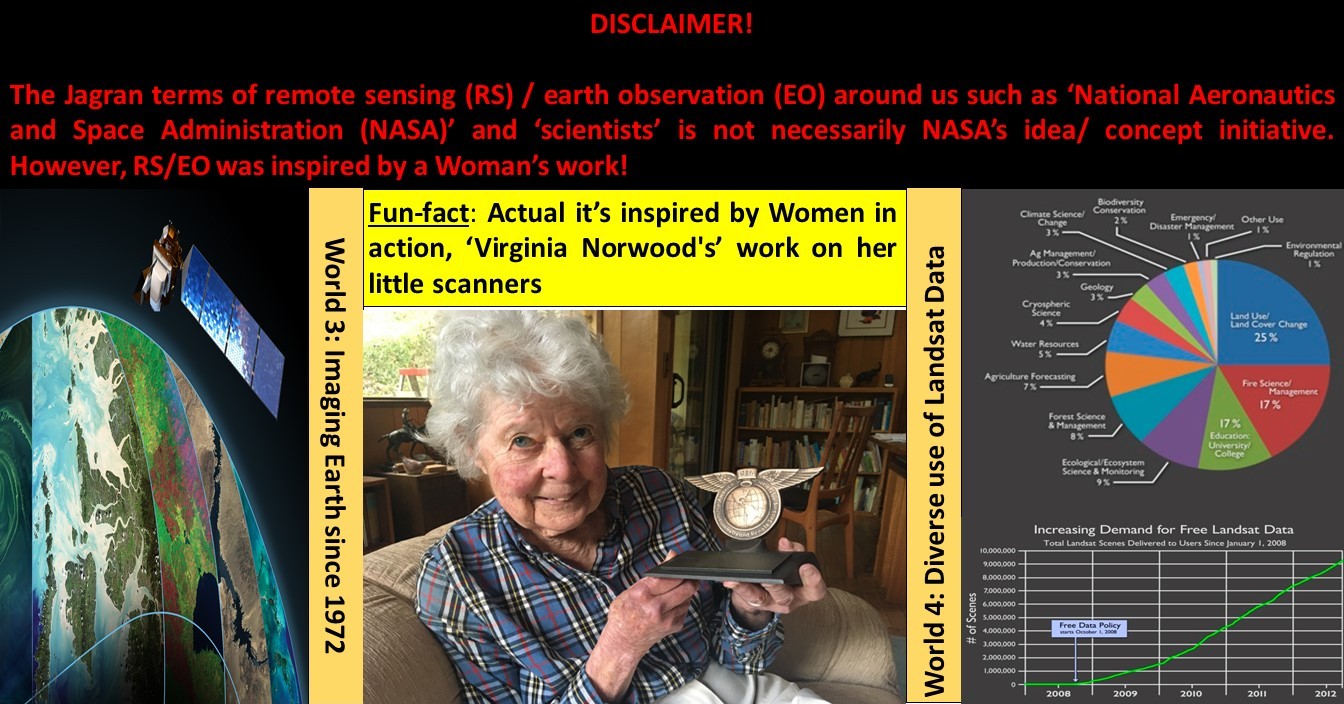 DISCLAIMER!
The Jagran terms of remote sensing (RS) / earth observation (EO) around us such as ‘National Aeronautics
and Space Administration (NASA)’ and ‘scientists’ is not necessarily NASA’s idea/ concept initiative.
However, RS/EO was inspired by a Woman’s work!
World 3: Imaging Earth since 1972
Fun-fact: Actual it’s inspired by Women in
action, ‘Virginia Norwood's’ work on her
little scanners
World 4: Diverse use of Landsat Data
Climate Science/
Change
3%
Biodiversity
Conservation
2%
Emergency/
Disaster Management
1%
Other Use
1%
Environmental
Regulation
1%
Ag Management/
Production/Conservation
3%
Geology
3%
Cryospheric
Science
4%
Water Resources
5%
Agriculture Forecasting
7%
Forest Science
& Management
8%
Ecological/Ecosystem
Science & Monitoring
9%
Land Use/
Land Cover Change
25%
Fire Science/
Management
17%
17%
Education:
University/
College
Increasing Demand for Free Landsat Data
Total Landsat Scenes Delivered to Users Since January 1, 2008
# of Scenes
10,000,000
9,000,000
8,000,000
7,000,000
6,000,000
5,000,000
4,000,000
3,000,000
2,000,000
1,000,000
0
Free Data Policy
starts October 1, 2008
2008 2009 2010 2011 2012